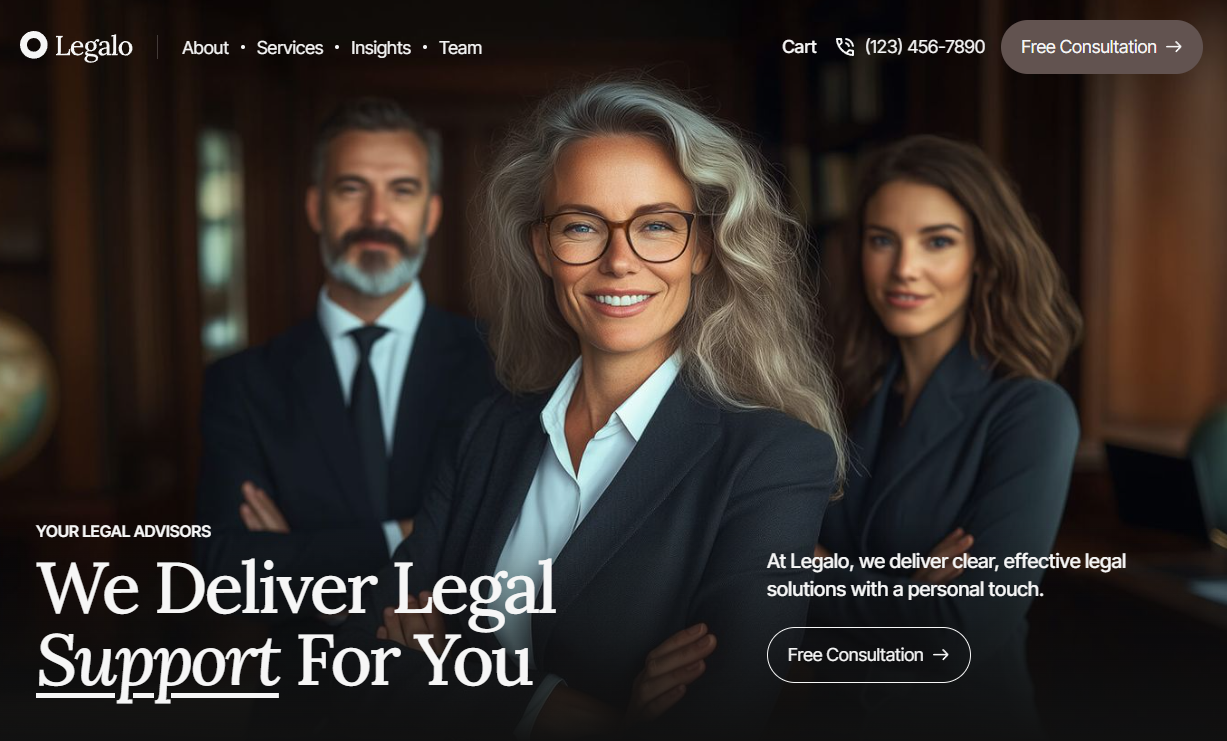 Legalo
About • Services • Insights • Team
Cart
(123) 456-7890
Free Consultation →
YOUR LEGAL ADVISORS
We Deliver Legal
Support For You
At Legalo, we deliver clear, effective legal
solutions with a personal touch.
Free Consultation →